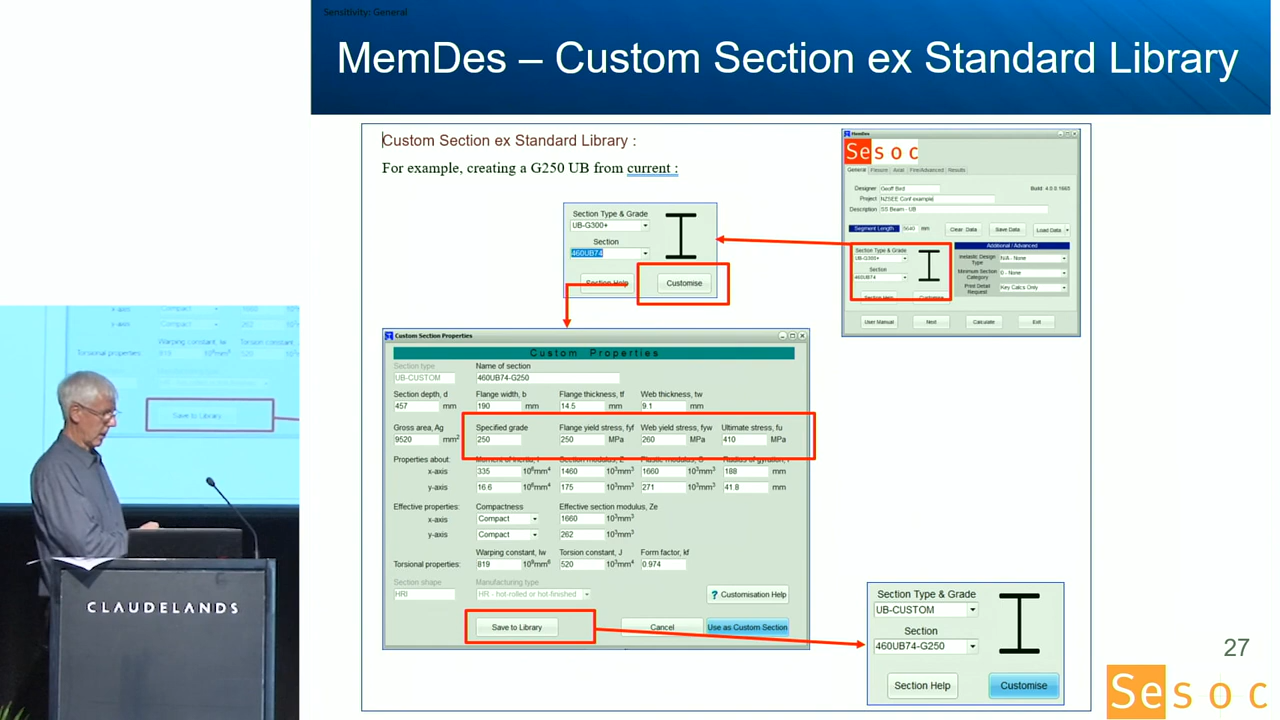 Sensitivity: General
MemDes – Custom Section ex Standard Library
Custom Section ex Standard Library :
For example, creating a G250 UB from current :
Section Type & Grade
UB-G300+
Section
460UB74
Section Help
Customise
MemDes
Sesoc
General Flexure Axial Fire/Advanced Results
Designer Geoff Bird Build: 4.0.0.1665
Project NZSEE Conf example
Description SS Beam - UB
Segment Length 5640 mm Clear Data Save Data Load Data
Section Type & Grade
UB-G300+
Section
460UB74
Section Help Customise
Additional / Advanced
Inelastic Design Type N/A - None
Minimum Section Category 0 - None
Print Detail Request Key Calcs Only
User Manual Next Calculate Exit
Custom Section Properties
Custom Properties
Section type Name of section
UB-CUSTOM 460UB74-G250
Section depth, d Flange width, b Flange thickness, tf Web thickness, tw
457 mm 190 mm 14.5 mm 9.1 mm
Gross area, Ag Specified grade Flange yield stress, fyf Web yield stress, fyw Ultimate stress, fu
9520 mm² 250 250 MPa 260 MPa 410 MPa
Properties about: Moment of inertia, I Section modulus, Z Plastic modulus, S Radius of gyration, r
x-axis 335 10⁶mm⁴ 1460 10³mm³ 1660 10³mm³ 188 mm
y-axis 16.6 10⁶mm⁴ 175 10³mm³ 271 10³mm³ 41.8 mm
Effective properties: Compactness Effective section modulus, Ze
x-axis Compact 1660 10³mm³
y-axis Compact 262 10³mm³
Warping constant, Iw Torsion constant, J Form factor, kf
Torsional properties: 819 10⁹mm⁶ 520 10³mm⁴ 0.974
Section shape Manufacturing type
HRI HR - hot-rolled or hot-finished
? Customisation Help
Save to Library Cancel Use as Custom Section
Section Type & Grade
UB-CUSTOM
Section
460UB74-G250
Section Help Customise
27
Sesoc
x-axis Compact
y-axis Compact 262
Warping constant, Iw Torsion constant,
Torsional properties: 819 520
Save to Library
CLAUDELANDS